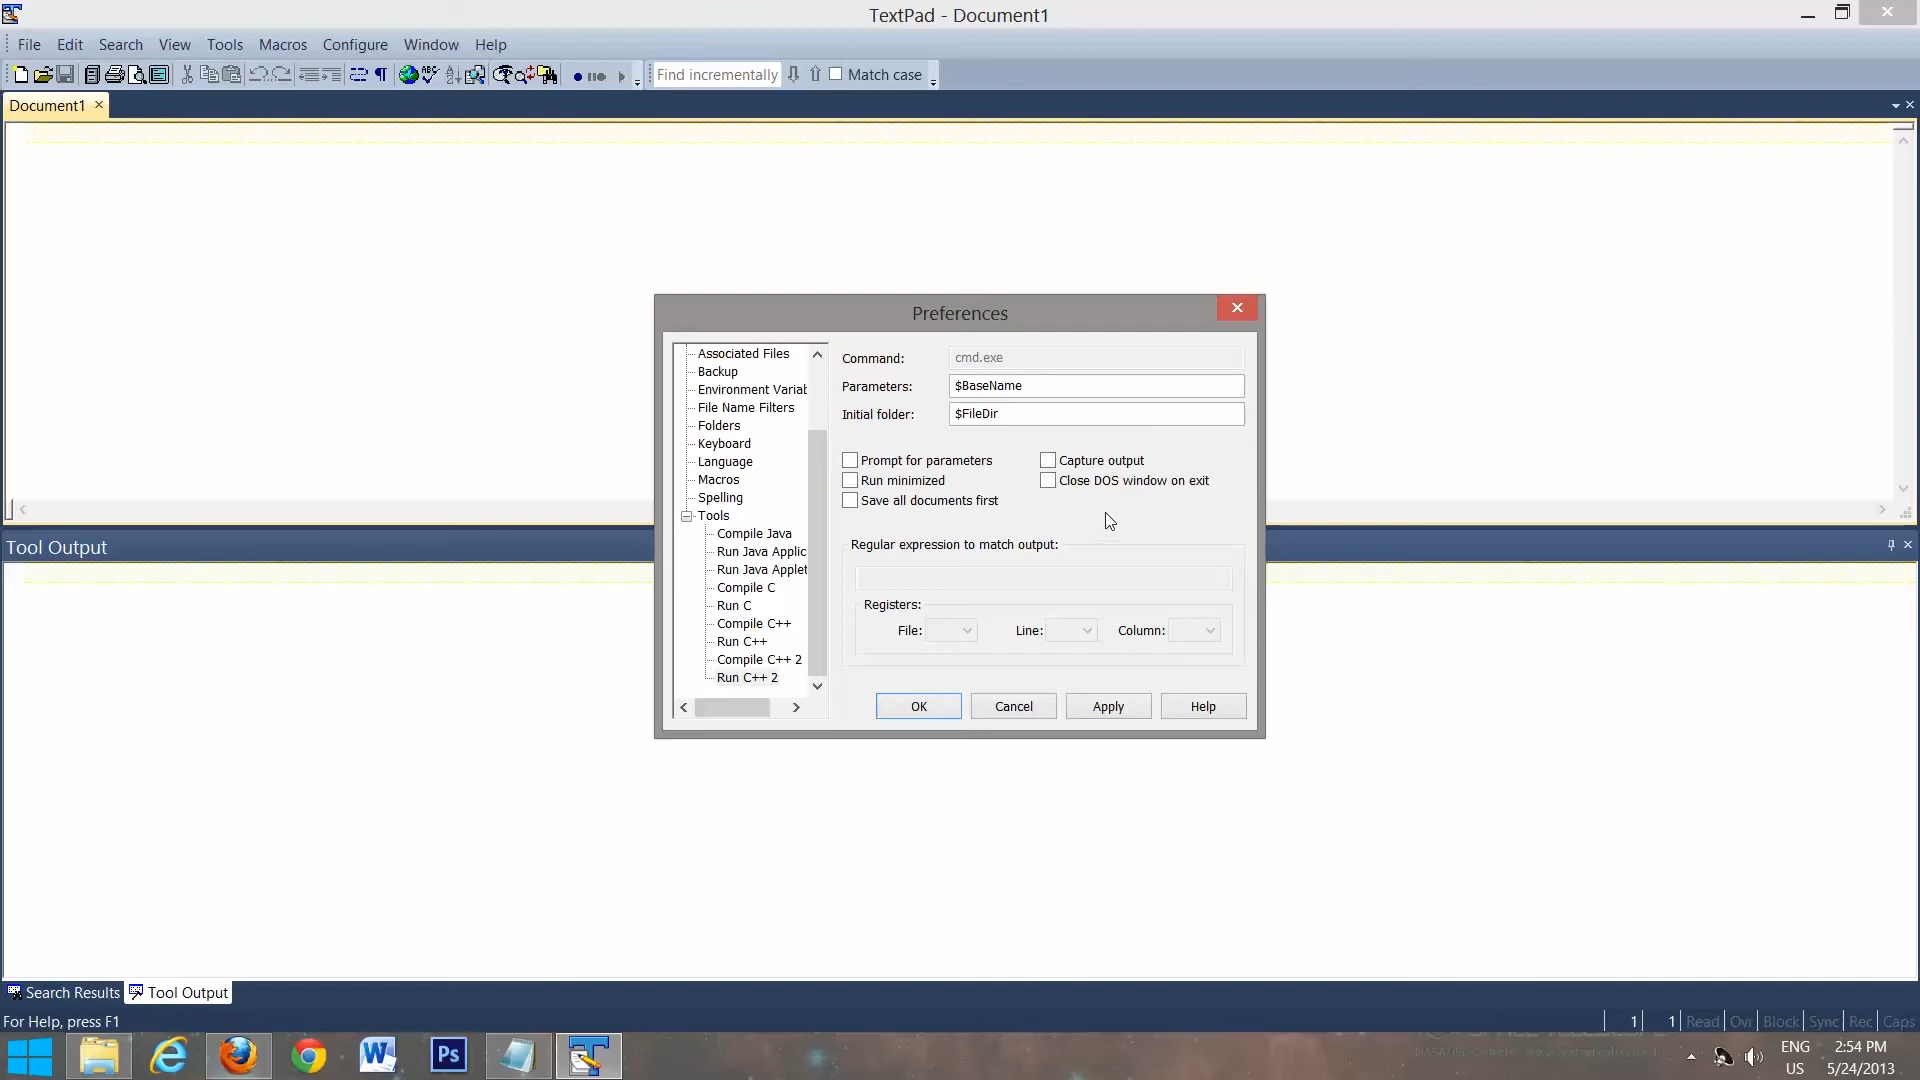 TextPad - Document1
File Edit Search View Tools Macros Configure Window Help
Find incrementally Match case
Document1
Preferences
Associated Files
Backup
Environment Variab
File Name Filters
Folders
Keyboard
Language
Macros
Spelling
Tools
Compile Java
Run Java Applic
Run Java Applet
Compile C
Run C
Compile C++
Run C++
Compile C++ 2
Run C++ 2
Command: cmd.exe
Parameters: $BaseName
Initial folder: $FileDir
Prompt for parameters Capture output
Run minimized Close DOS window on exit
Save all documents first
Regular expression to match output:
Registers:
File: Line: Column:
OK Cancel Apply Help
Tool Output
Search Results Tool Output
For Help, press F1 1 1 Read Ovr Block Sync Rec Caps
Ps
ENG 2:54 PM
US 5/24/2013